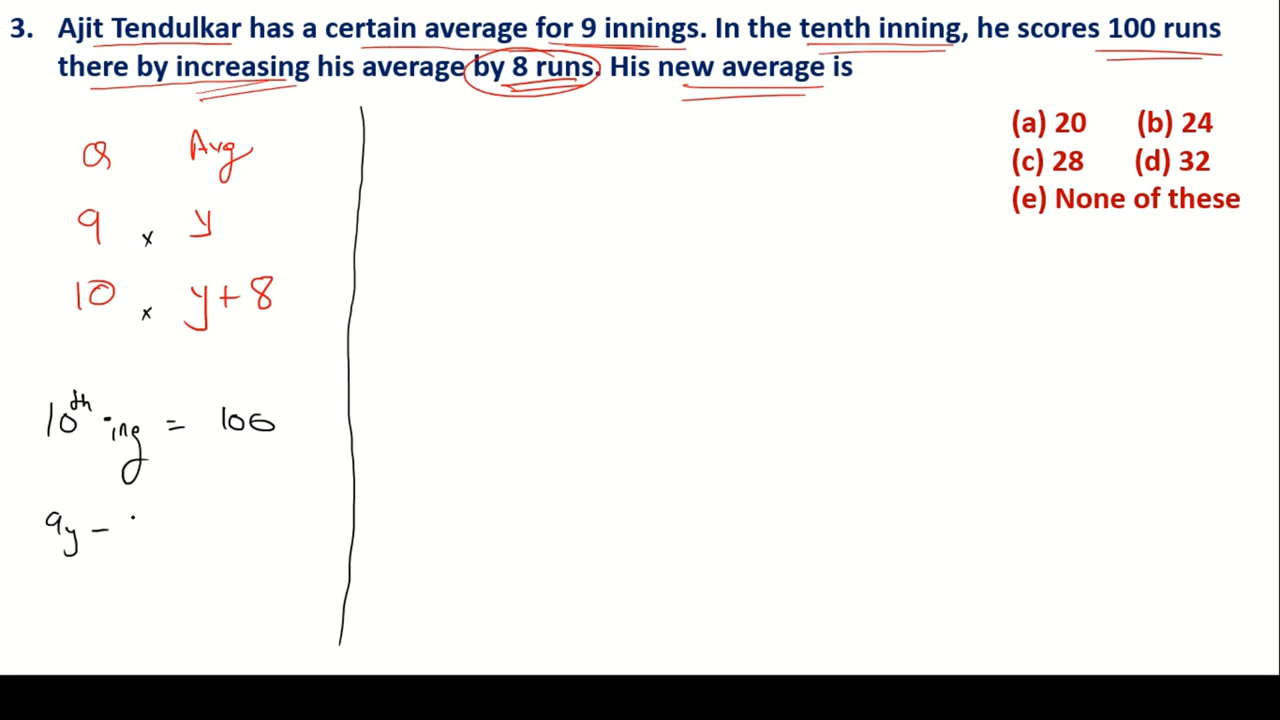 3. Ajit Tendulkar has a certain average for 9 innings. In the tenth inning, he scores 100 runs
there by increasing his average by 8 runs. His new average is
(a) 20 (b) 24
(c) 28 (d) 32
(e) None of these
Q Avg
9 x y
10 x y+8
10th ing = 100
9y -